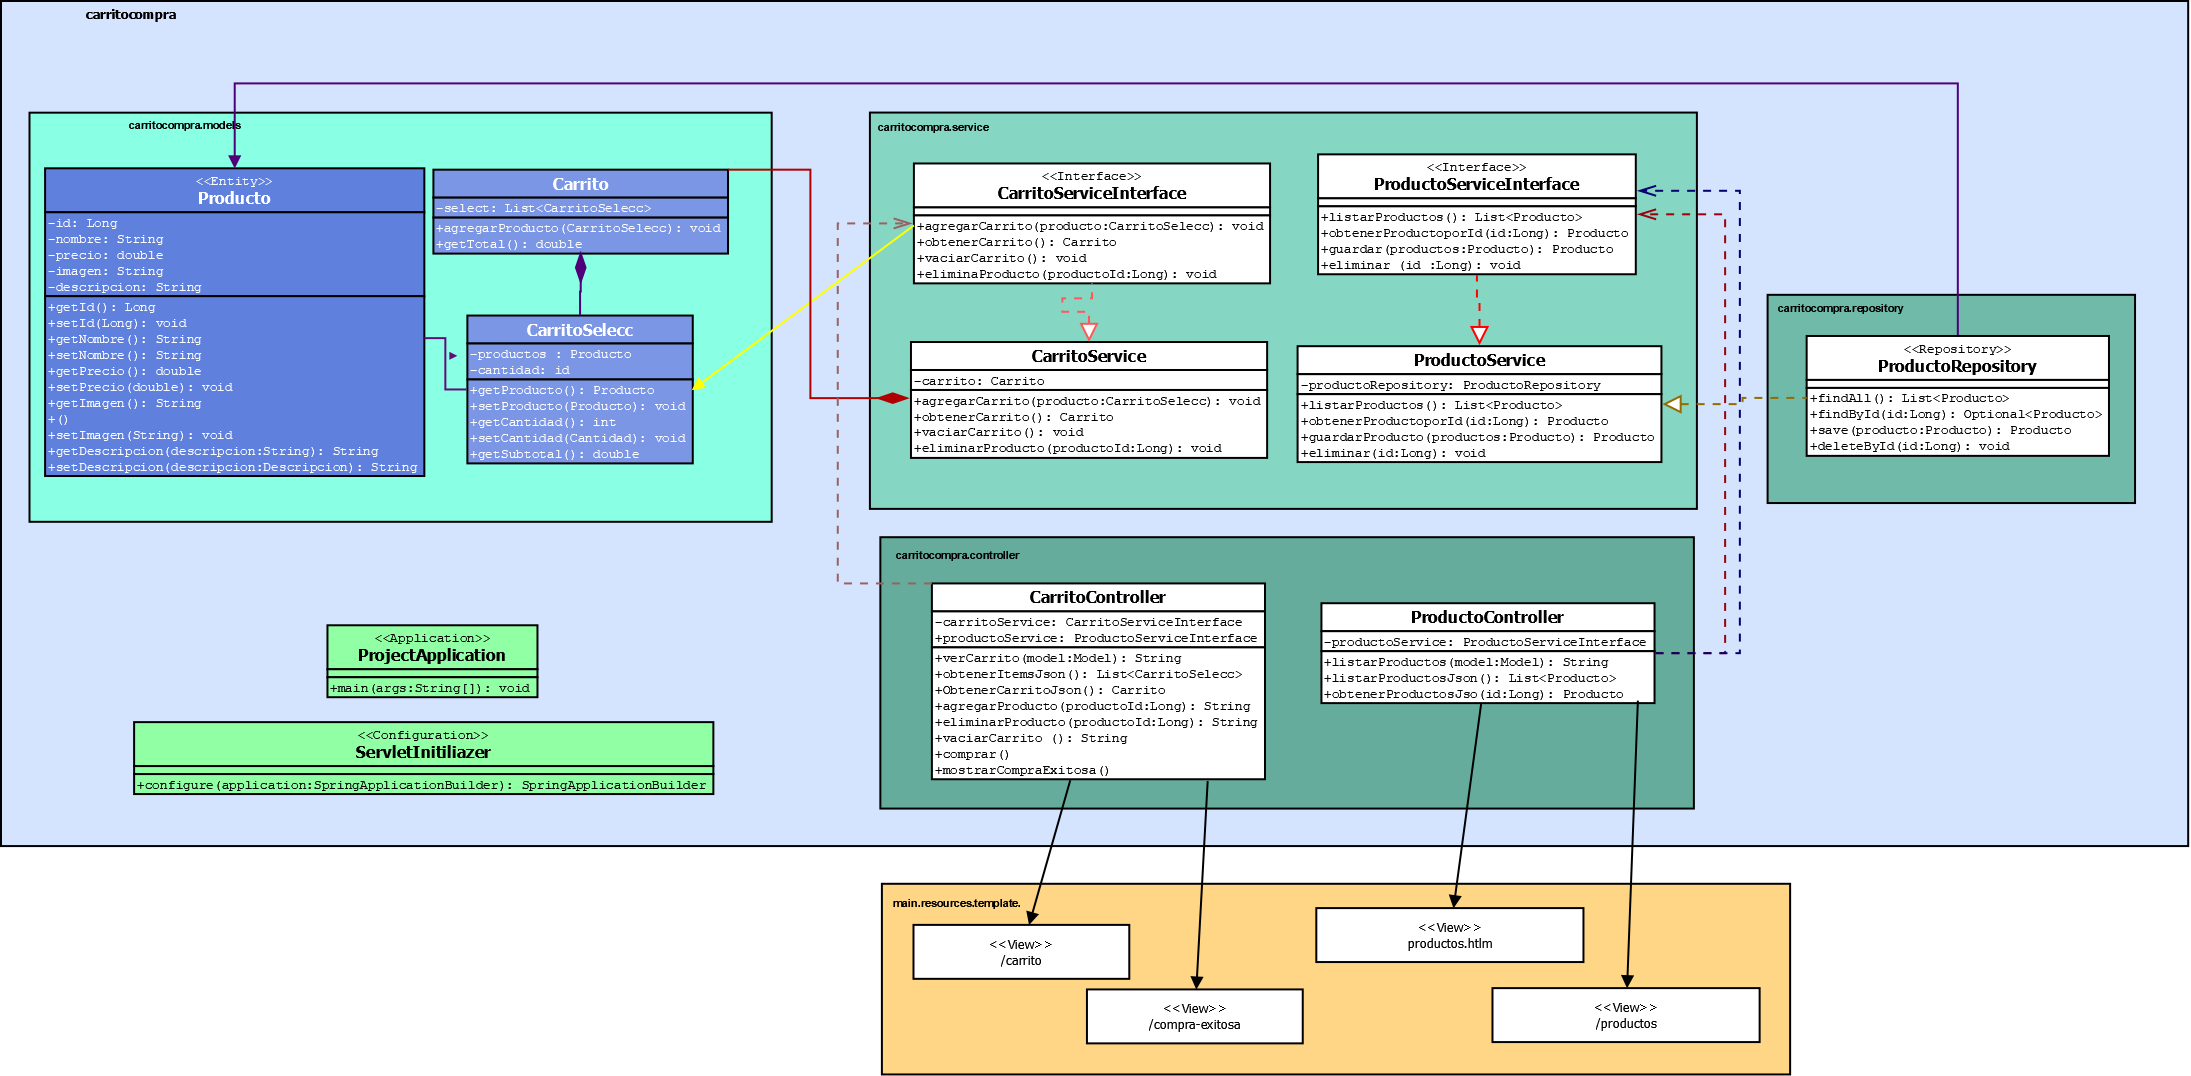 carritocompra
carritocompra.models
<<Entity>>
Producto
-id: Long
-nombre: String
-precio: double
-imagen: String
-descripcion: String
+getId(): Long
+setId(Long): void
+getNombre(): String
+setNombre(): String
+getPrecio(): double
+setPrecio(double): void
+getImagen(): String
+()
+setImagen(String): void
+getDescripcion(descripcion:String): String
+setDescripcion(descripcion:Descripcion): String
Carrito
-select: List<CarritoSelecc>
+agregarProducto(CarritoSelecc): void
+getTotal(): double
CarritoSelecc
-productos : Producto
-cantidad: id
+getProducto(): Producto
+setProducto(Producto): void
+getCantidad(): int
+setCantidad(Cantidad): void
+getSubtotal(): double
carritocompra.service
<<Interface>>
CarritoServiceInterface
+agregarCarrito(producto:CarritoSelecc): void
+obtenerCarrito(): Carrito
+vaciarCarrito(): void
+eliminaProducto(productoId:Long): void
<<Interface>>
ProductoServiceInterface
+listarProductos(): List<Producto>
+obtenerProductoporId(id:Long): Producto
+guardar(productos:Producto): Producto
+eliminar (id :Long): void
CarritoService
-carrito: Carrito
+agregarCarrito(producto:CarritoSelecc): void
+obtenerCarrito(): Carrito
+vaciarCarrito(): void
+eliminarProducto(productoId:Long): void
ProductoService
-productoRepository: ProductoRepository
+listarProductos(): List<Producto>
+obtenerProductoporId(id:Long): Producto
+guardarProducto(productos:Producto): Producto
+eliminar(id:Long): void
carritocompra.repository
<<Repository>>
ProductoRepository
+findAll(): List<Producto>
+findById(id:Long): Optional<Producto>
+save(producto:Producto): Producto
+deleteById(id:Long): void
carritocompra.controller
CarritoController
-carritoService: CarritoServiceInterface
+productoService: ProductoServiceInterface
+verCarrito(model:Model): String
+obtenerItemsJson(): List<CarritoSelecc>
+ObtenerCarritoJson(): Carrito
+agregarProducto(productoId:Long): String
+eliminarProducto(productoId:Long): String
+vaciarCarrito (): String
+comprar()
+mostrarCompraExitosa()
ProductoController
-productoService: ProductoServiceInterface
+listarProductos(model:Model): String
+listarProductosJson(): List<Producto>
+obtenerProductosJso(id:Long): Producto
<<Application>>
ProjectApplication
+main(args:String[]): void
<<Configuration>>
ServletInitiliazer
+configure(application:SpringApplicationBuilder): SpringApplicationBuilder
main.resources.template.
<<View>>
/carrito
<<View>>
/compra-exitosa
<<View>>
productos.htlm
<<View>>
/productos